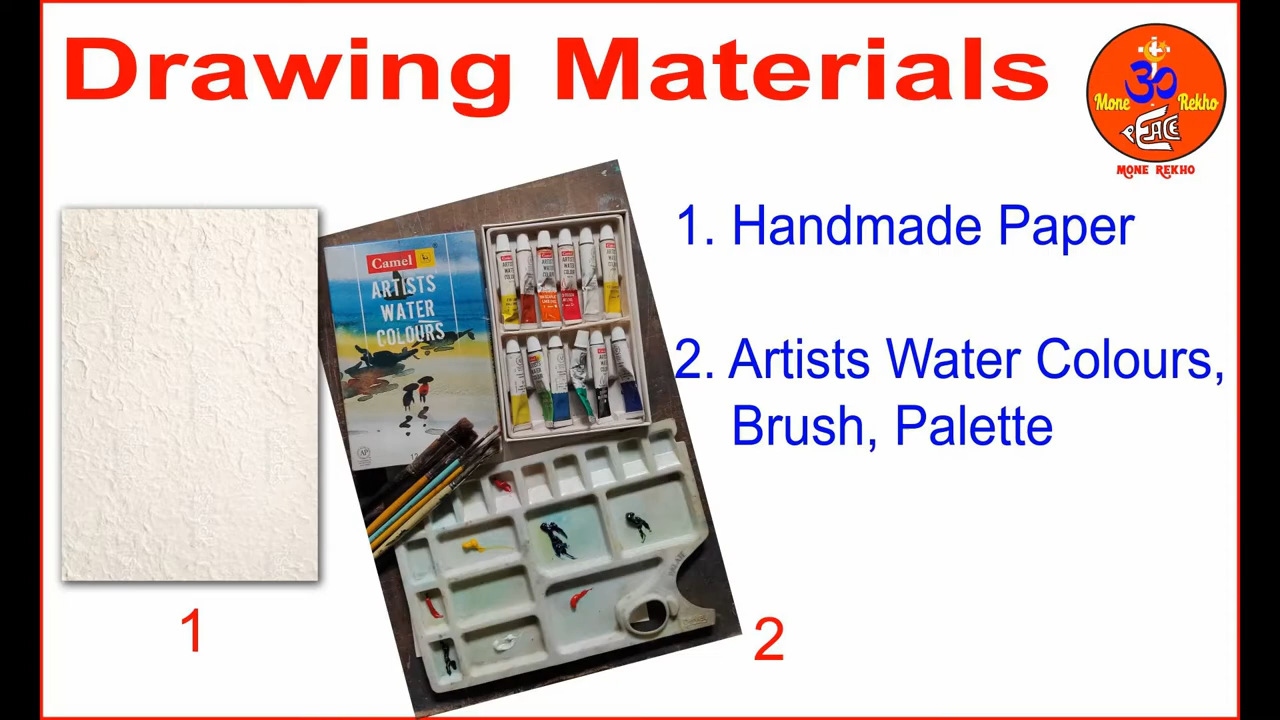 Drawing Materials
Mone Rekho
PEACE
MONE REKHO
1. Handmade Paper
2. Artists Water Colours,
Brush, Palette
Camel
ARTISTS
WATER
COLOURS
1
2